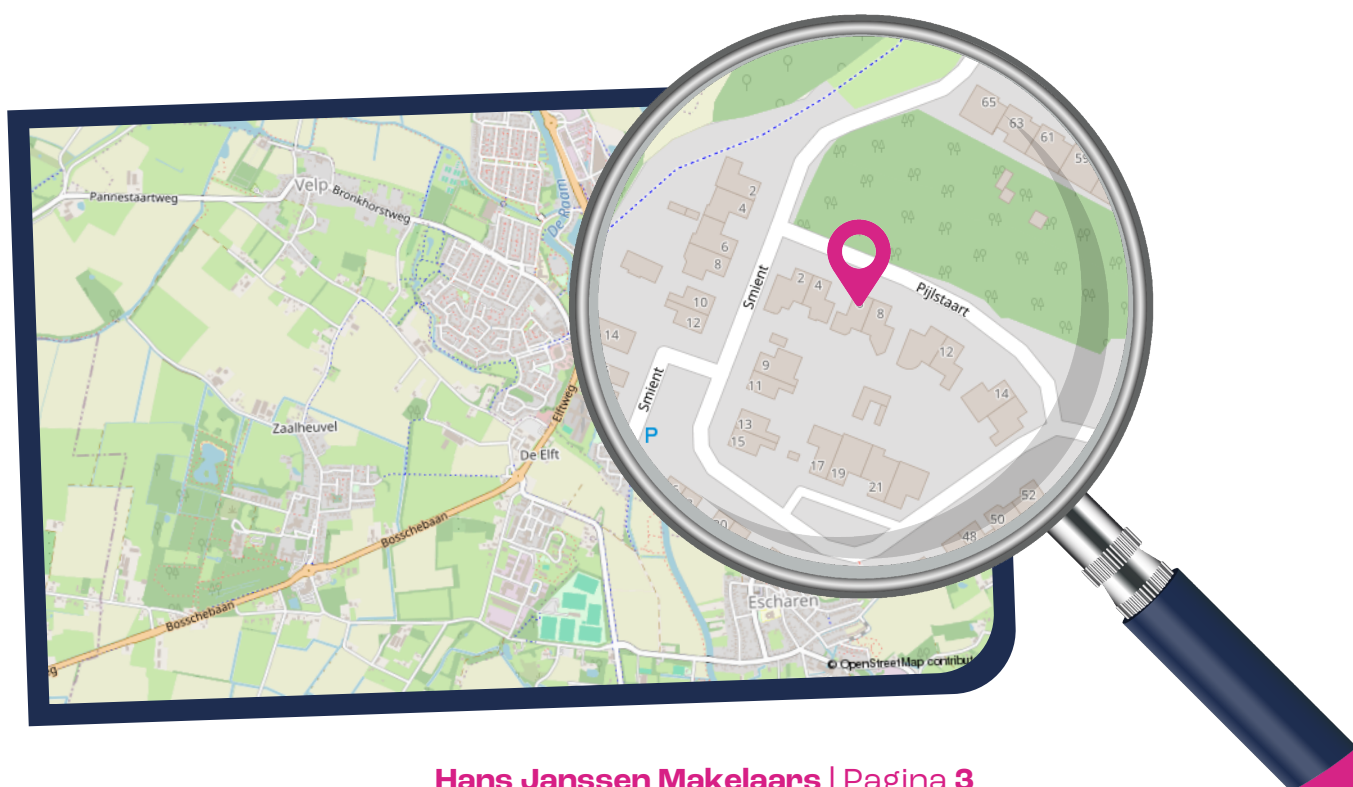 Pannestaartweg
Velp
Bronkhorstweg
De Raam
Zaalheuvel
Elftweg
De Elft
Bosschebaan
Bosschebaan
Escharen
© OpenStreetMap
65
63
61
59
2
4
6
8
10
12
14
Smient
2
4
8
Pijlstaart
12
14
9
11
Smient
13
15
P
17
19
21
52
50
48
Hans Janssen Makelaars | Pagina 3